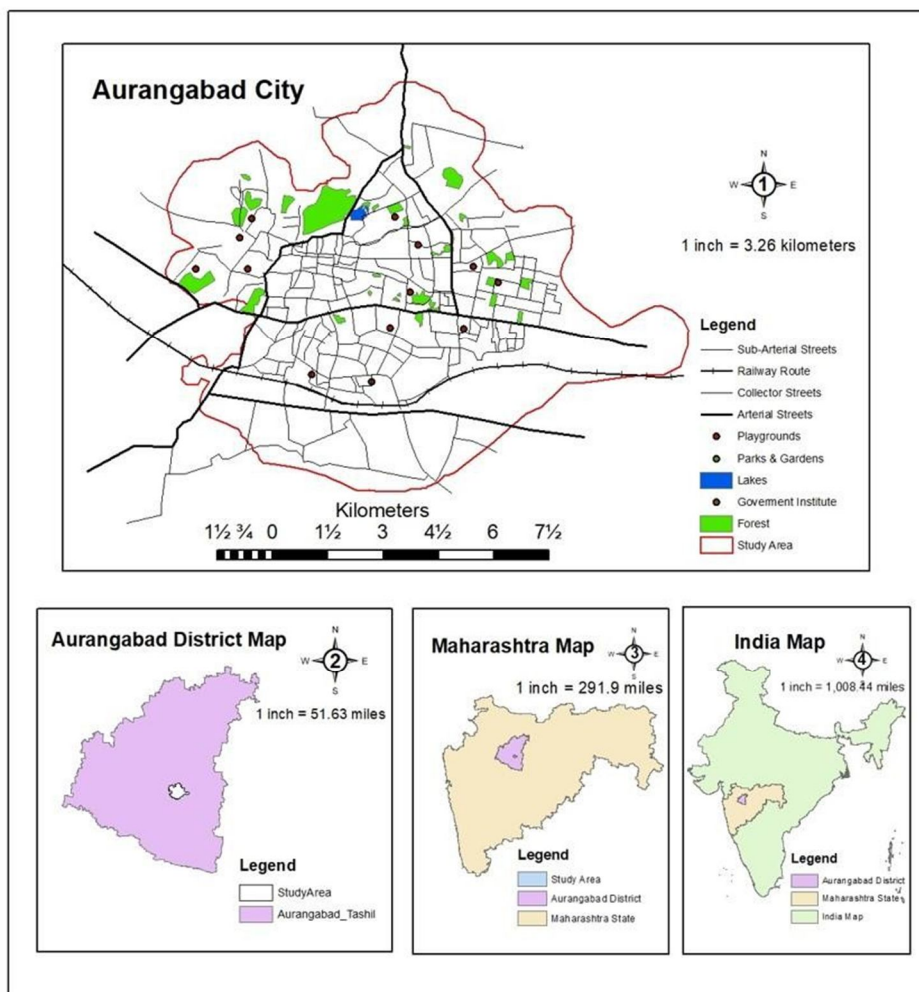 Aurangabad City
N
W 1 E
S
1 inch = 3.26 kilometers
Legend
Sub-Arterial Streets
Railway Route
Collector Streets
Arterial Streets
Playgrounds
Parks & Gardens
Lakes
Goverment Institute
Forest
Study Area
Kilometers
1½ ¾ 0 1½ 3 4½ 6 7½
Aurangabad District Map
N
W 2 E
S
1 inch = 51.63 miles
Legend
StudyArea
Aurangabad_Tashil
Maharashtra Map
N
W 3 E
S
1 inch = 291.9 miles
Legend
Study Area
Aurangabad District
Maharashtra State
India Map
N
W 4 E
S
1 inch = 1,008.44 miles
Legend
Aurangabad District
Maharashtra State
India Map